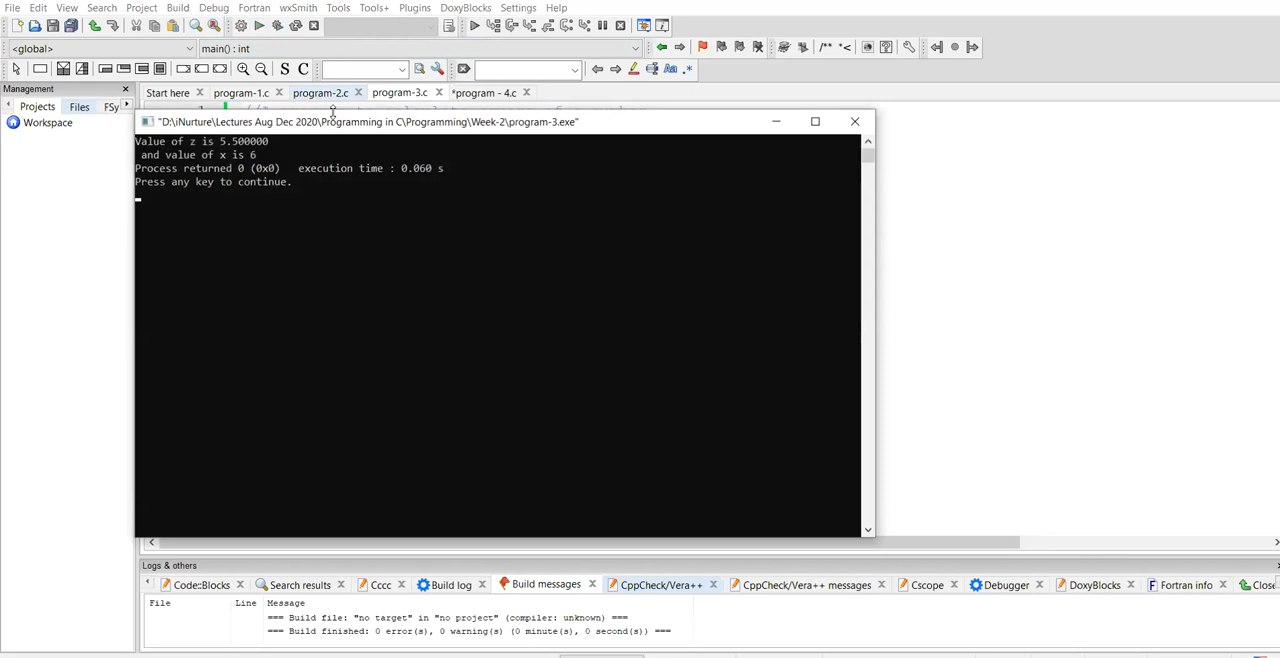 File Edit View Search Project Build Debug Fortran wxSmith Tools Tools+ Plugins DoxyBlocks Settings Help
<global> main() : int
S C
Management
Projects Files FSy
Workspace
Start here program-1.c program-2.c program-3.c *program - 4.c
1
"D:\iNurture\Lectures Aug Dec 2020\Programming in C\Programming\Week-2\program-3.exe"
Value of z is 5.500000
and value of x is 6
Process returned 0 (0x0) execution time : 0.060 s
Press any key to continue.
Logs & others
Code::Blocks Search results Cccc Build log Build messages CppCheck/Vera++ CppCheck/Vera++ messages Cscope Debugger DoxyBlocks Fortran info Close
File Line Message
=== Build file: "no target" in "no project" (compiler: unknown) ===
=== Build finished: 0 error(s), 0 warning(s) (0 minute(s), 0 second(s)) ===